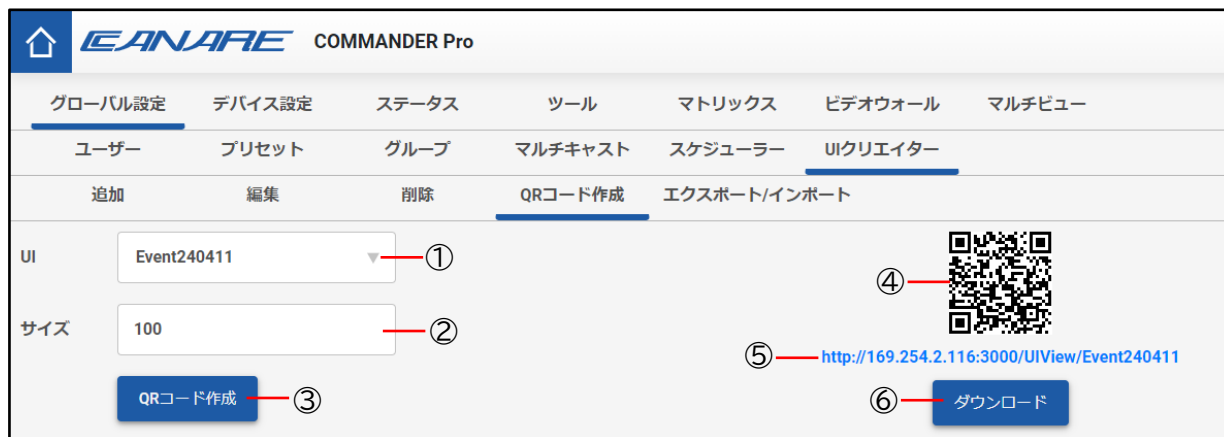 CANARE COMMANDER Pro
グローバル設定 デバイス設定 ステータス ツール マトリックス ビデオウォール マルチビュー
ユーザー プリセット グループ マルチキャスト スケジューラー UIクリエイター
追加 編集 削除 QRコード作成 エクスポート/インポート
UI Event240411 ①
④
サイズ 100 ②
⑤ http://169.254.2.116:3000/UIView/Event240411
QRコード作成 ③
⑥ ダウンロード